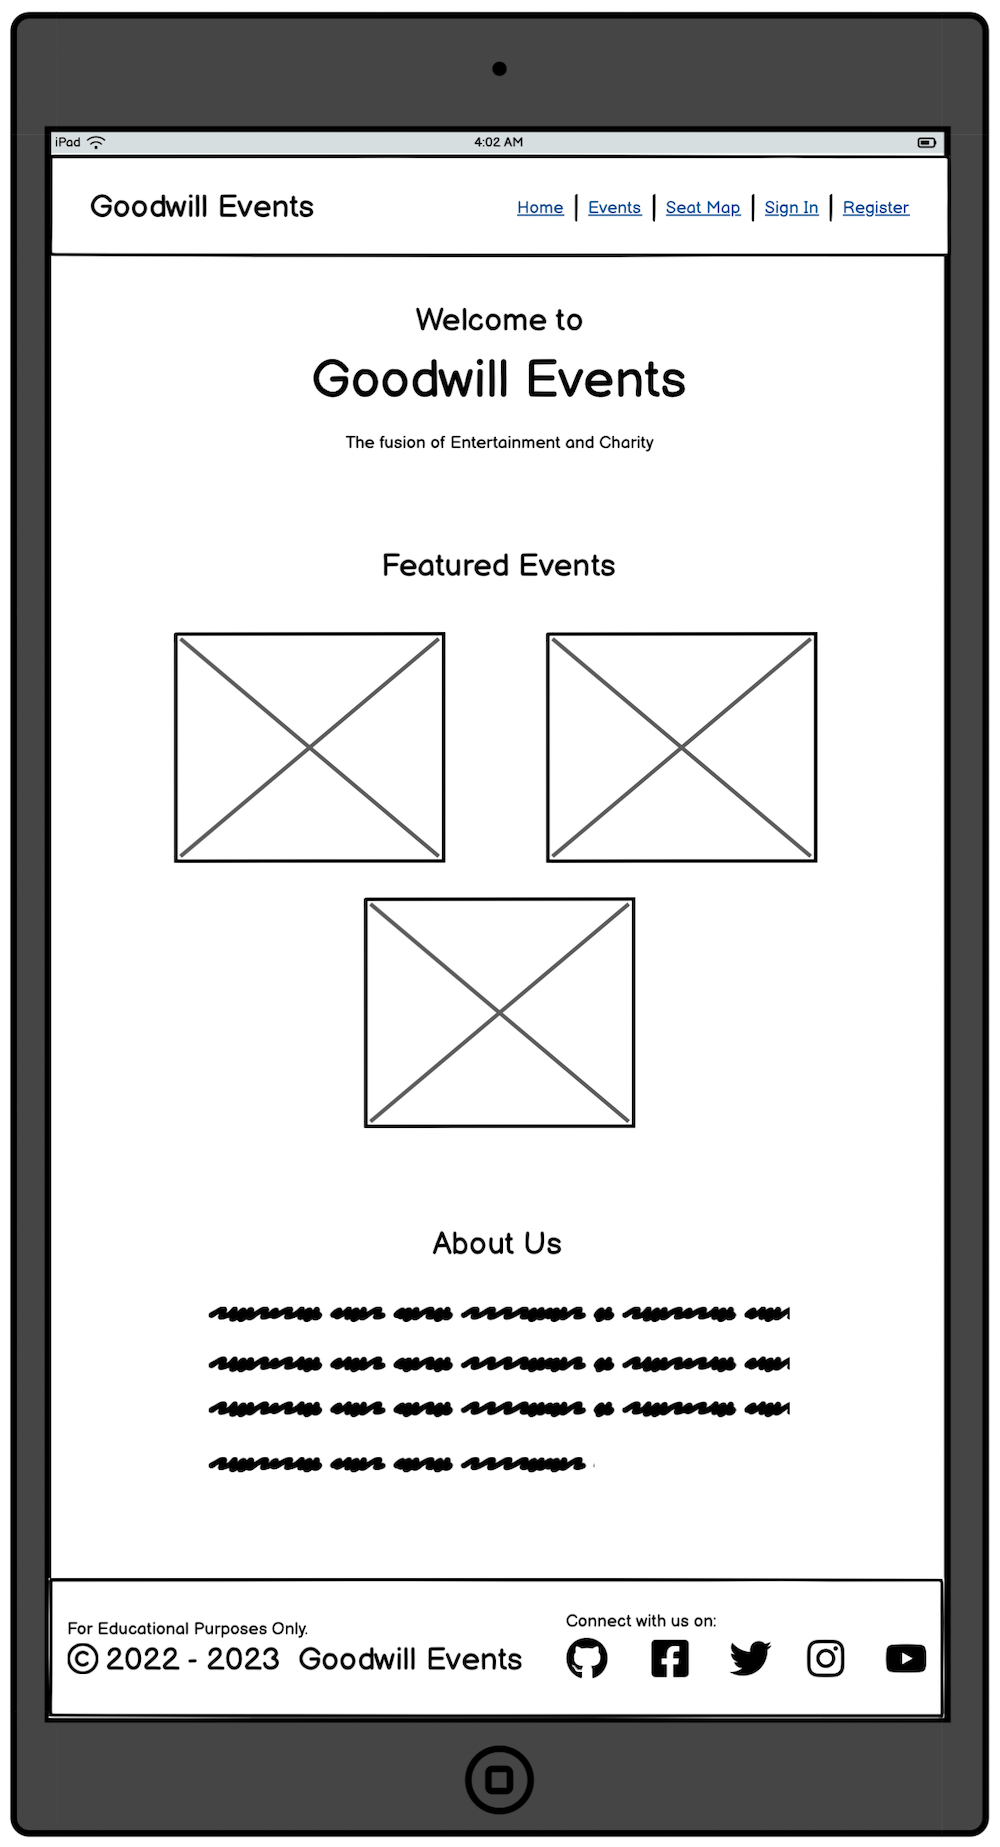 iPad 4:02 AM
Goodwill Events Home | Events | Seat Map | Sign In | Register
Welcome to
Goodwill Events
The fusion of Entertainment and Charity
Featured Events
About Us
For Educational Purposes Only.
© 2022 - 2023 Goodwill Events
Connect with us on: